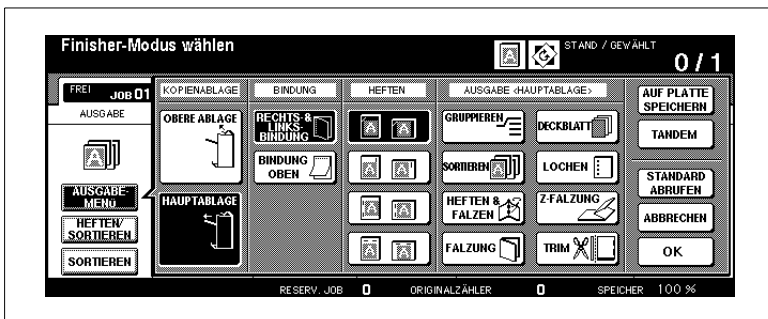 Finisher-Modus wählen
STAND / GEWÄHLT
0 / 1
FREI JOB 01
AUSGABE
AUSGABE-
MENÜ
HEFTEN/
SORTIEREN
SORTIEREN
KOPIENABLAGE
OBERE ABLAGE
HAUPTABLAGE
BINDUNG
RECHTS- &
LINKS-
BINDUNG
BINDUNG
OBEN
HEFTEN
AUSGABE <HAUPTABLAGE>
GRUPPIEREN
DECKBLATT
SORTIEREN
LOCHEN
HEFTEN &
FALZEN
Z-FALZUNG
FALZUNG
TRIM
AUF PLATTE
SPEICHERN
TANDEM
STANDARD
ABRUFEN
ABBRECHEN
OK
RESERV. JOB 0 ORIGINALZÄHLER 0 SPEICHER 100 %